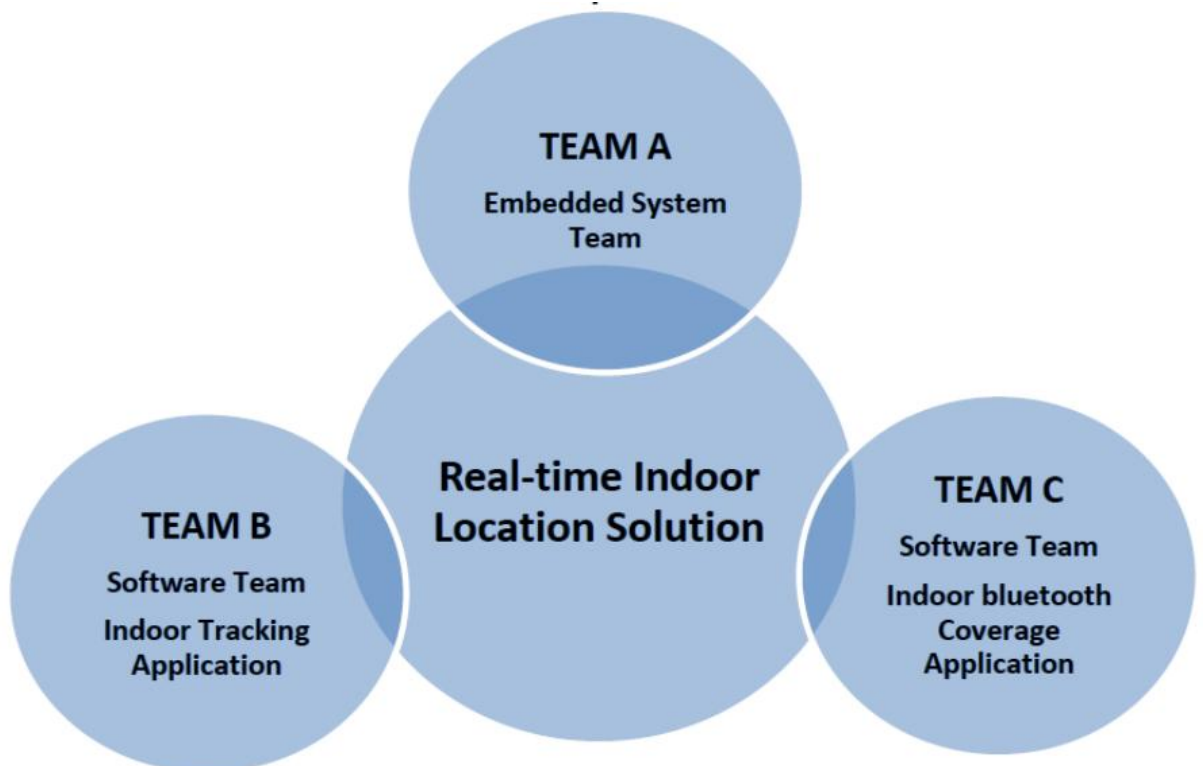 TEAM A
Embedded System
Team
Real-time Indoor
Location Solution
TEAM B
Software Team
Indoor Tracking
Application
TEAM C
Software Team
Indoor bluetooth
Coverage
Application